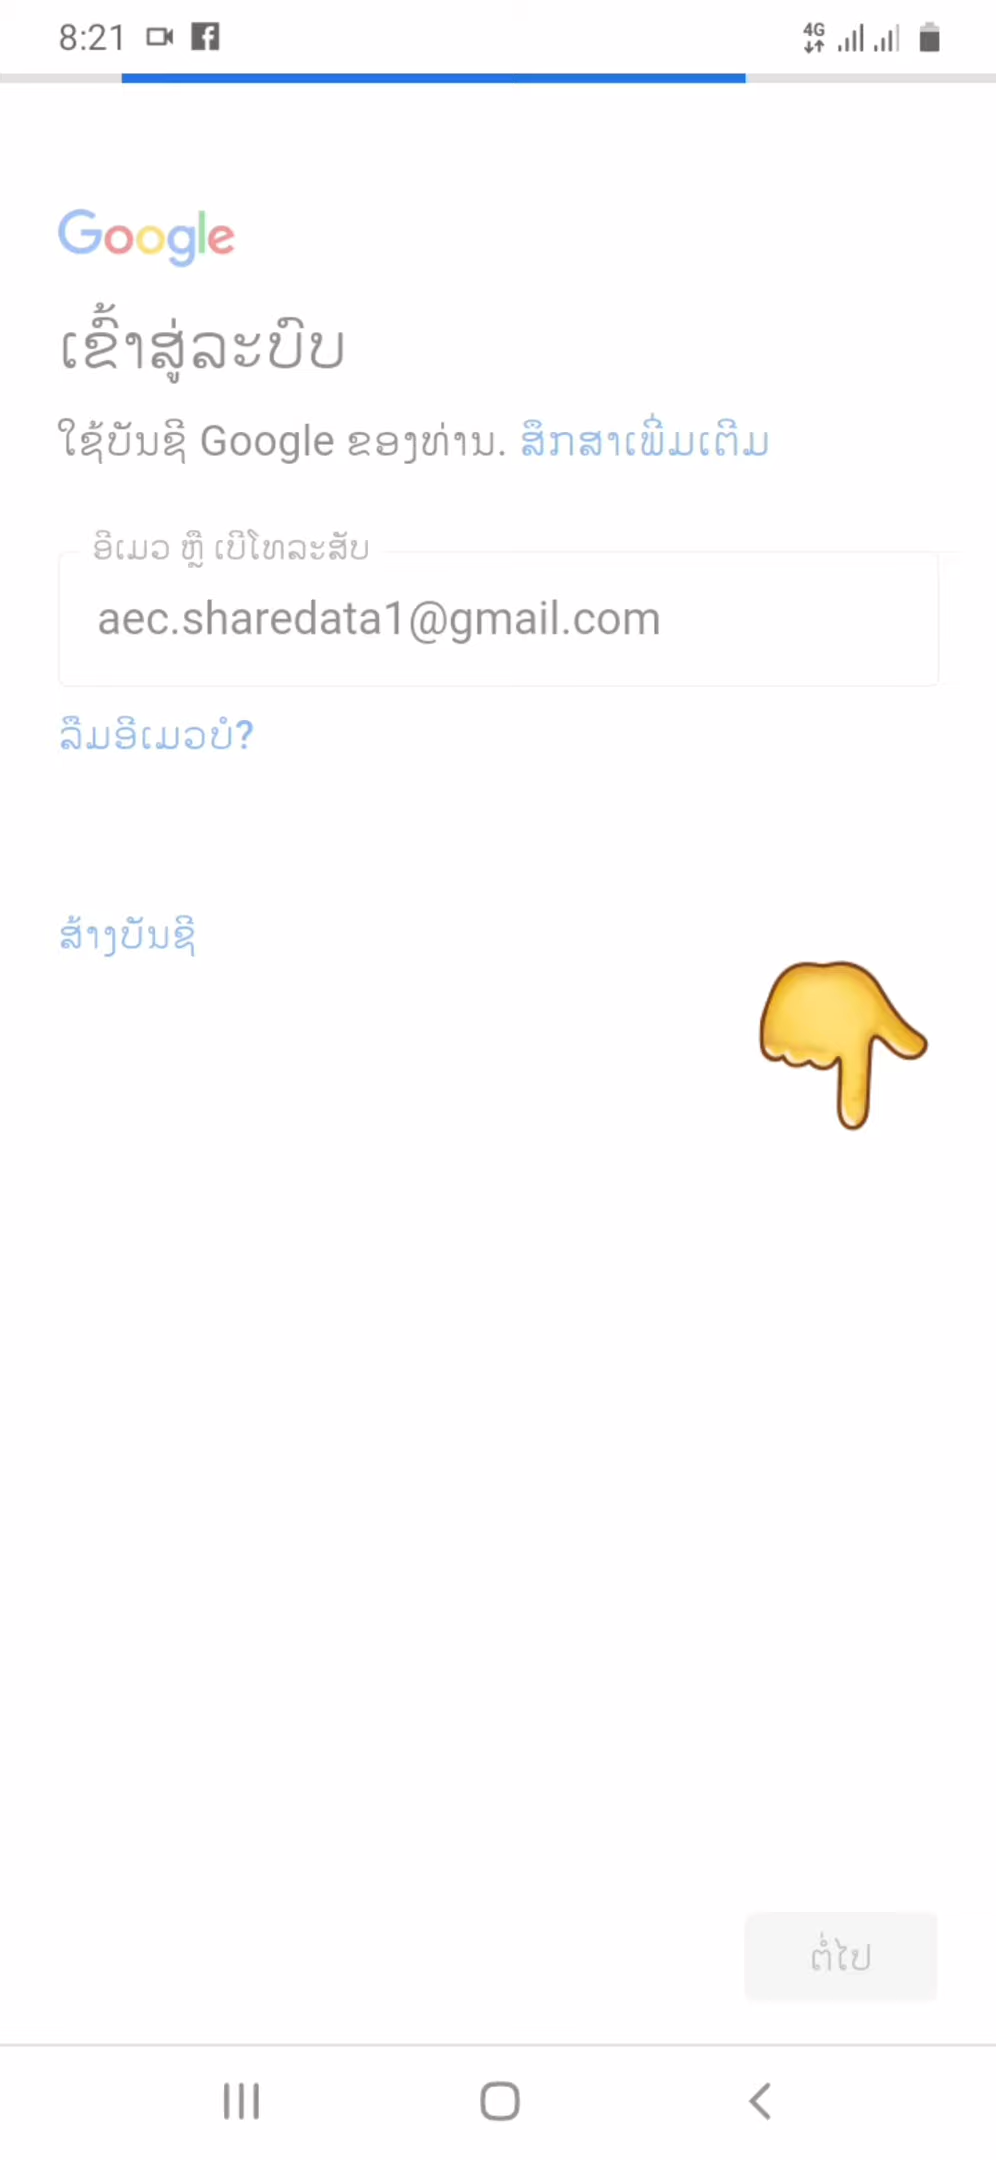 8:21
4G
Google
ເຂົ້າສູ່ລະບົບ
ໃຊ້ບັນຊີ Google ຂອງທ່ານ. ສຶກສາເພີ່ມເຕີມ
ອີເມວ ຫຼື ເບີໂທລະສັບ
aec.sharedata1@gmail.com
ລືມອີເມວບໍ?
ສ້າງບັນຊີ
ຕໍ່ໄປ